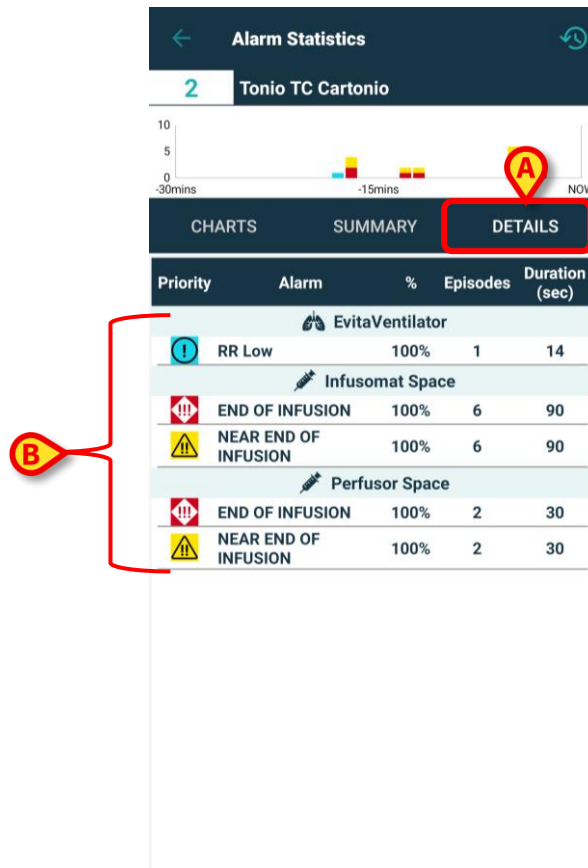 Alarm Statistics
2 Tonio TC Cartonio
10
5
0
-30mins -15mins NOW
A
CHARTS SUMMARY DETAILS
Priority Alarm % Episodes Duration (sec)
EvitaVentilator
! RR Low 100% 1 14
Infusomat Space
!!! END OF INFUSION 100% 6 90
!! NEAR END OF INFUSION 100% 6 90
B
Perfusor Space
!!! END OF INFUSION 100% 2 30
!! NEAR END OF INFUSION 100% 2 30